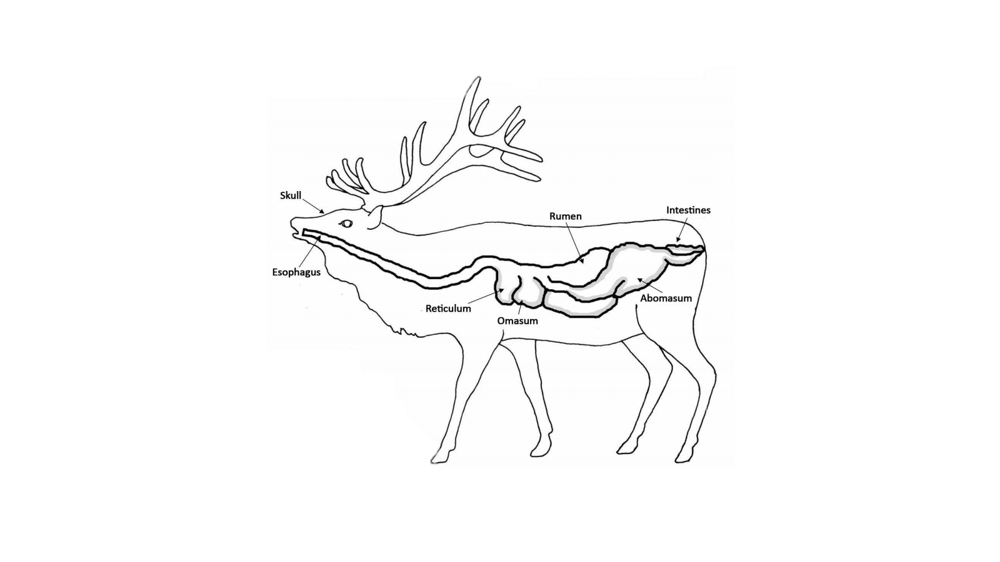 Skull
Intestines
Rumen
Esophagus
Abomasum
Reticulum
Omasum